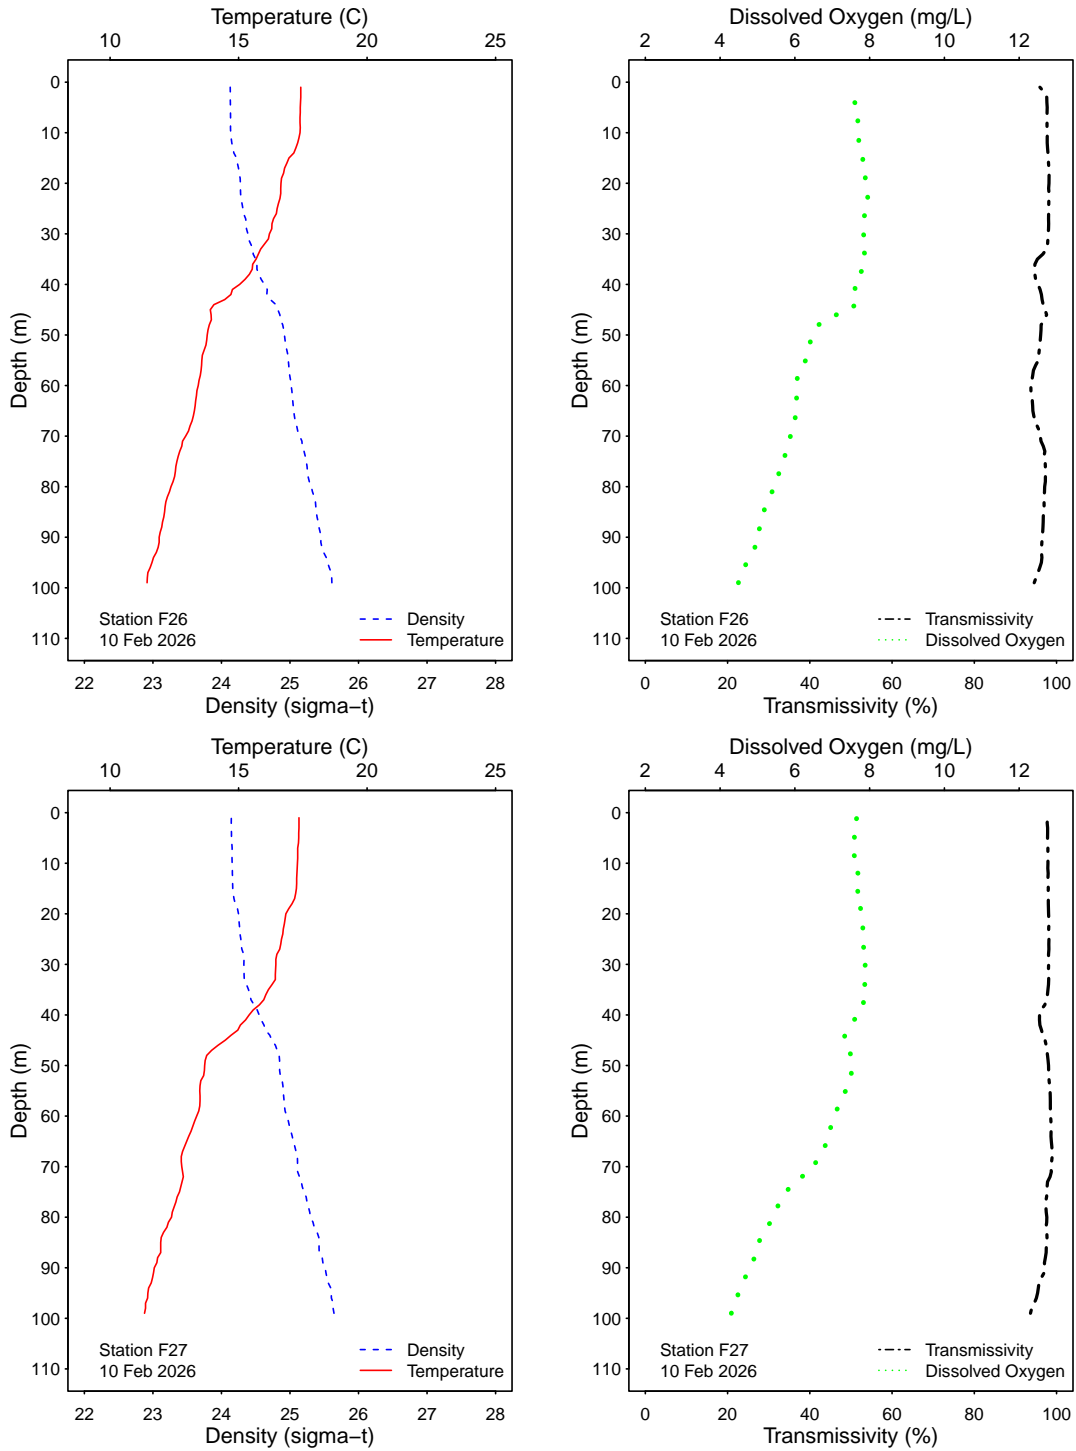 Temperature (C)
10 15 20 25
Depth (m)
0
10
20
30
40
50
60
70
80
90
100
110
Station F26
10 Feb 2026
Density
Temperature
22 23 24 25 26 27 28
Density (sigma−t)
Dissolved Oxygen (mg/L)
2 4 6 8 10 12
Depth (m)
0
10
20
30
40
50
60
70
80
90
100
110
Station F26
10 Feb 2026
Transmissivity
Dissolved Oxygen
0 20 40 60 80 100
Transmissivity (%)
Temperature (C)
10 15 20 25
Depth (m)
0
10
20
30
40
50
60
70
80
90
100
110
Station F27
10 Feb 2026
Density
Temperature
22 23 24 25 26 27 28
Density (sigma−t)
Dissolved Oxygen (mg/L)
2 4 6 8 10 12
Depth (m)
0
10
20
30
40
50
60
70
80
90
100
110
Station F27
10 Feb 2026
Transmissivity
Dissolved Oxygen
0 20 40 60 80 100
Transmissivity (%)